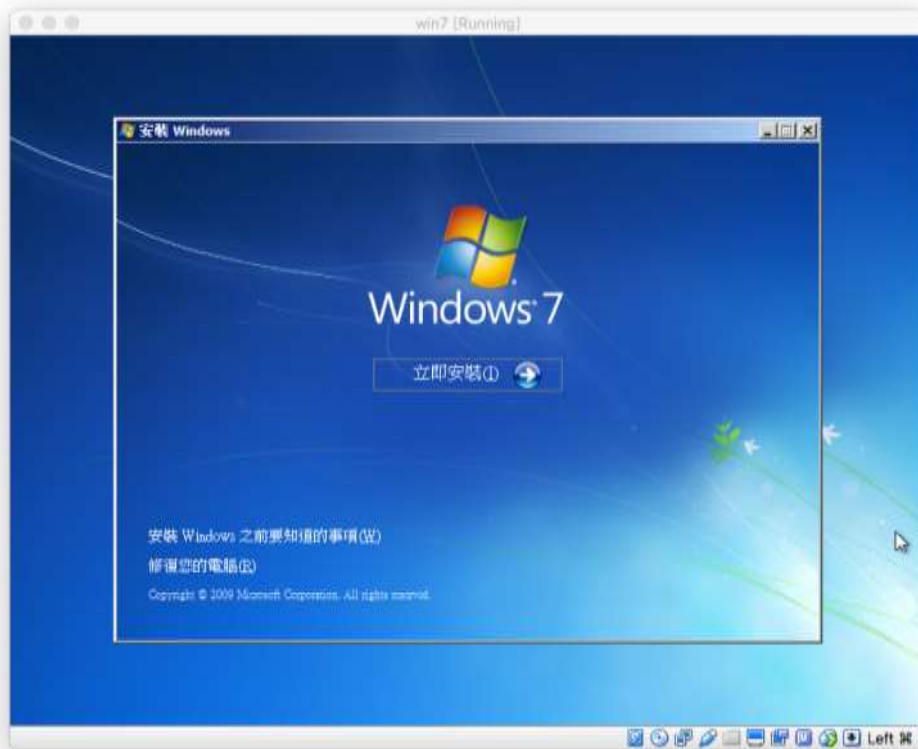 win7 [Running]
安裝 Windows
Windows 7
立即安裝(I)
安裝 Windows 之前要知道的事項(W)
修復您的電腦(R)
Copyright © 2009 Microsoft Corporation. All rights reserved.
Left ⌘